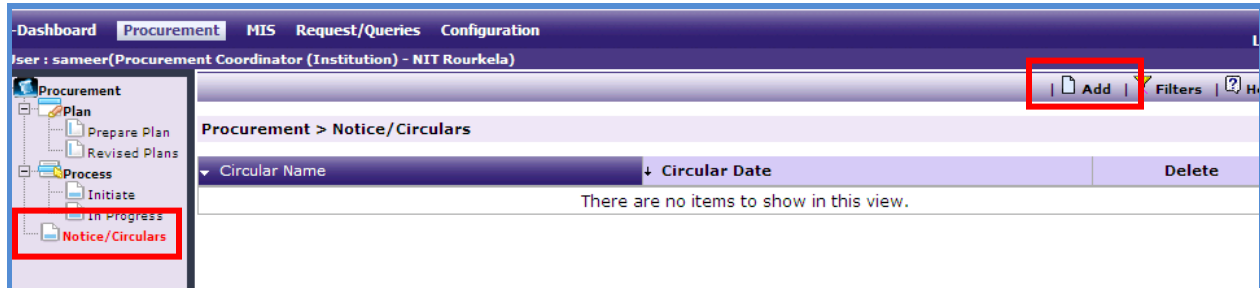 -Dashboard Procurement MIS Request/Queries Configuration
User : sameer(Procurement Coordinator (Institution) - NIT Rourkela)
Procurement
Plan
Prepare Plan
Revised Plans
Process
Initiate
In Progress
Notice/Circulars
| Add | Filters |
Procurement > Notice/Circulars
Circular Name Circular Date Delete
There are no items to show in this view.